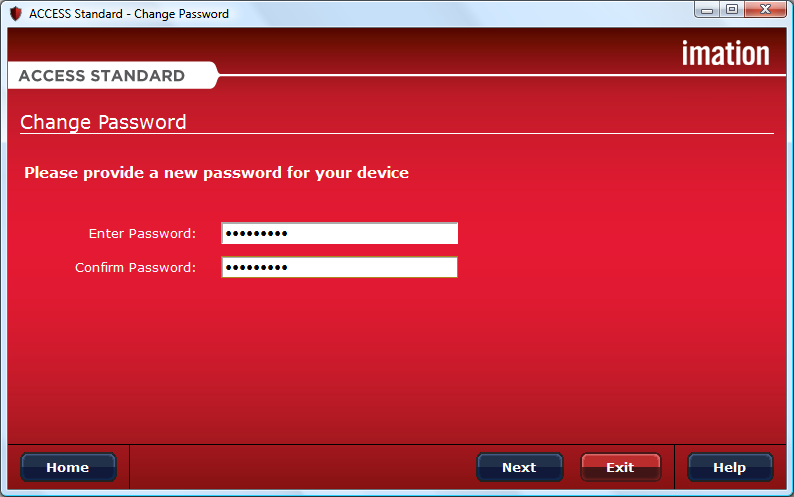 ACCESS Standard - Change Password
imation
ACCESS STANDARD
Change Password
Please provide a new password for your device
Enter Password: •••••••••
Confirm Password: •••••••••
Home Next Exit Help